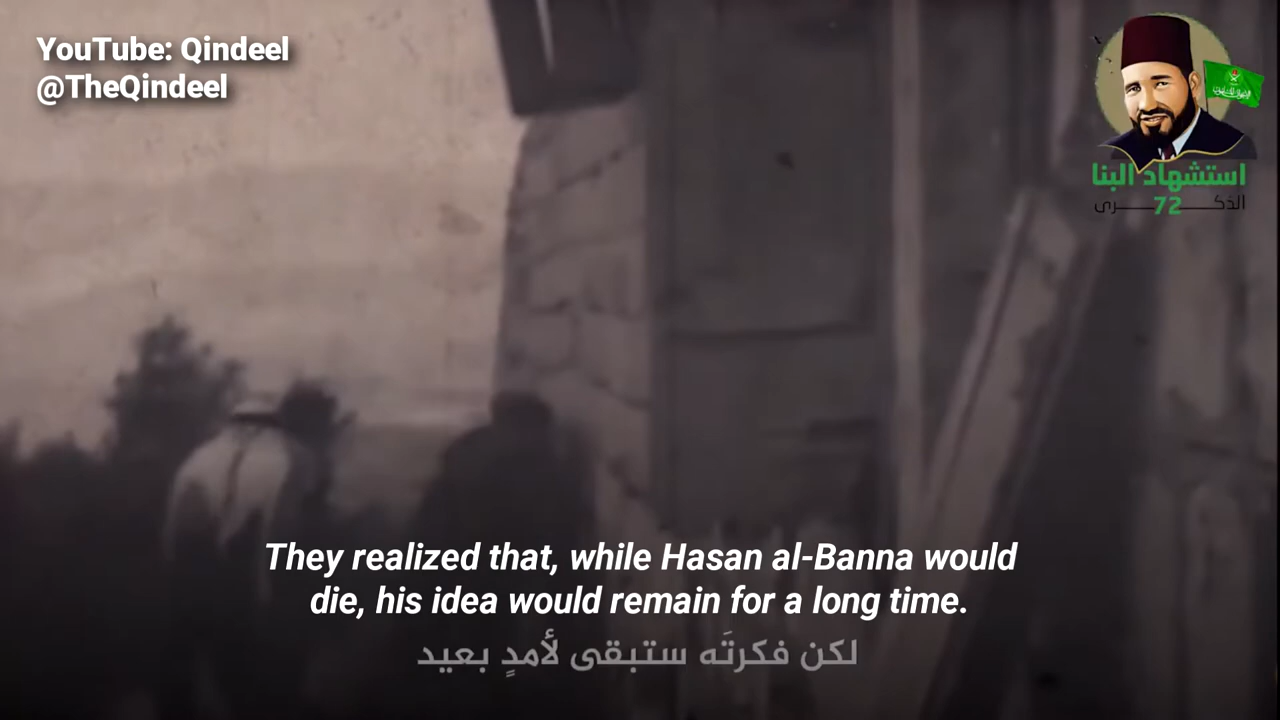 YouTube: Qindeel
@TheQindeel
استشهاد البنا
الذكرى 72
They realized that, while Hasan al-Banna would
die, his idea would remain for a long time.
لكن فكرتَه ستبقى لأمدٍ بعيد